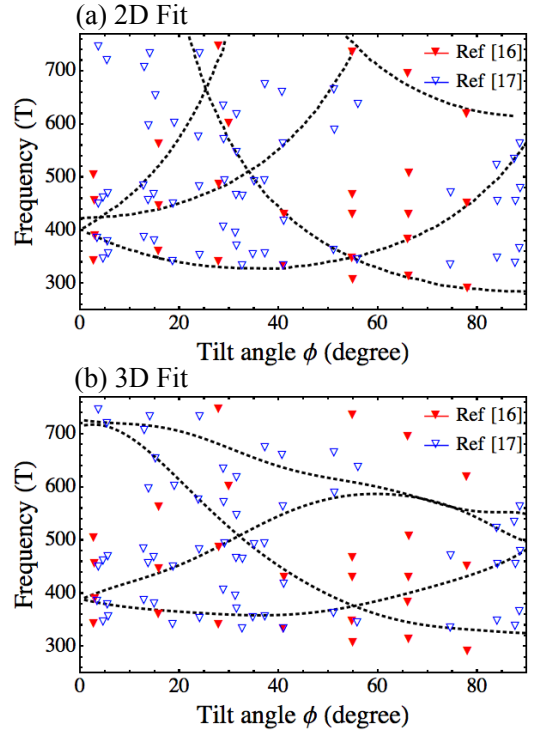 (a) 2D Fit
Frequency (T)
700
600
500
400
300
Ref [16]
Ref [17]
0 20 40 60 80
Tilt angle ϕ (degree)
(b) 3D Fit
Frequency (T)
700
600
500
400
300
Ref [16]
Ref [17]
0 20 40 60 80
Tilt angle ϕ (degree)